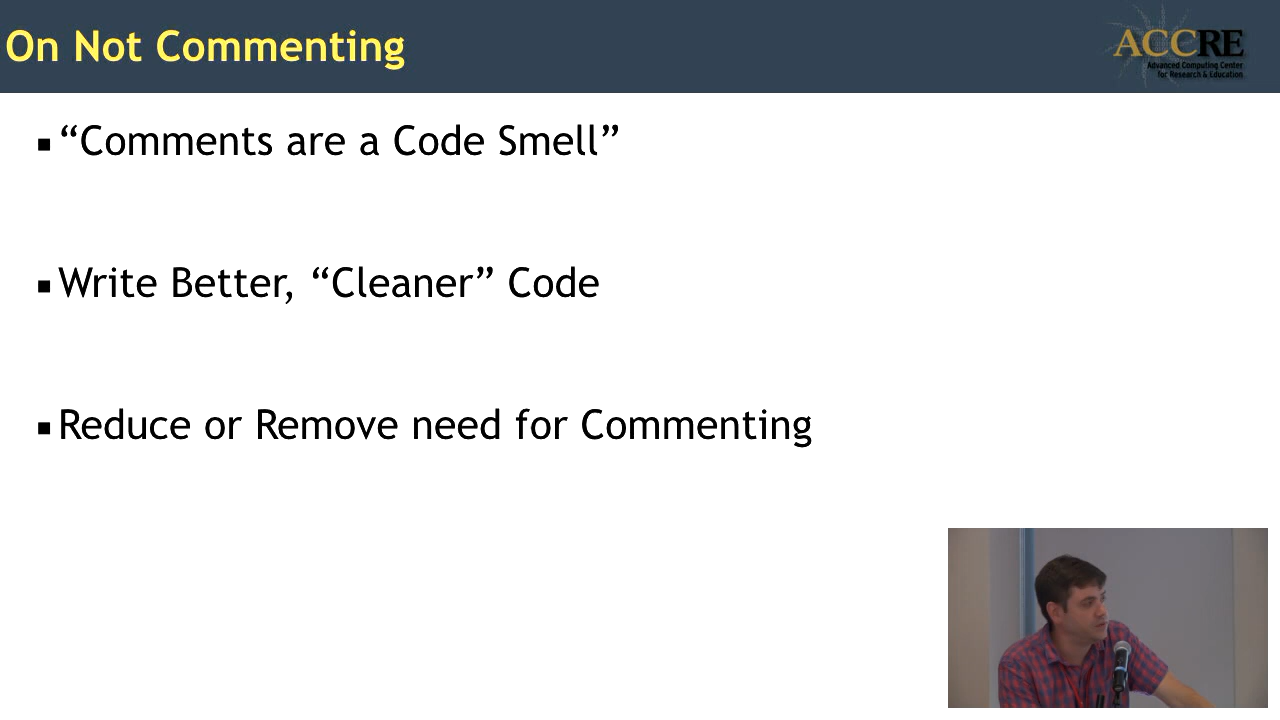 On Not Commenting
ACCRE
Advanced Computing Center
for Research & Education
▪“Comments are a Code Smell”
▪Write Better, “Cleaner” Code
▪Reduce or Remove need for Commenting